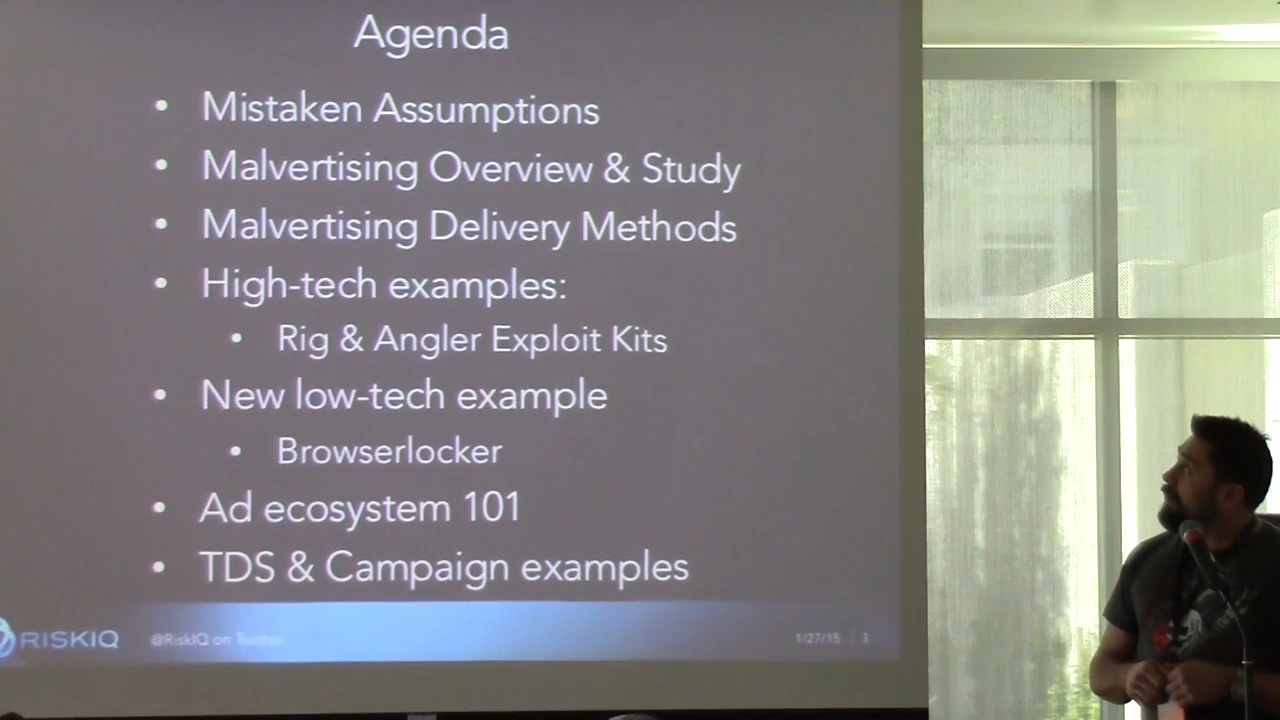 Agenda
• Mistaken Assumptions
• Malvertising Overview & Study
• Malvertising Delivery Methods
• High-tech examples:
• Rig & Angler Exploit Kits
• New low-tech example
• Browserlocker
• Ad ecosystem 101
• TDS & Campaign examples
RISKIQ @RiskIQ on Twitter 1/27/15 | 3